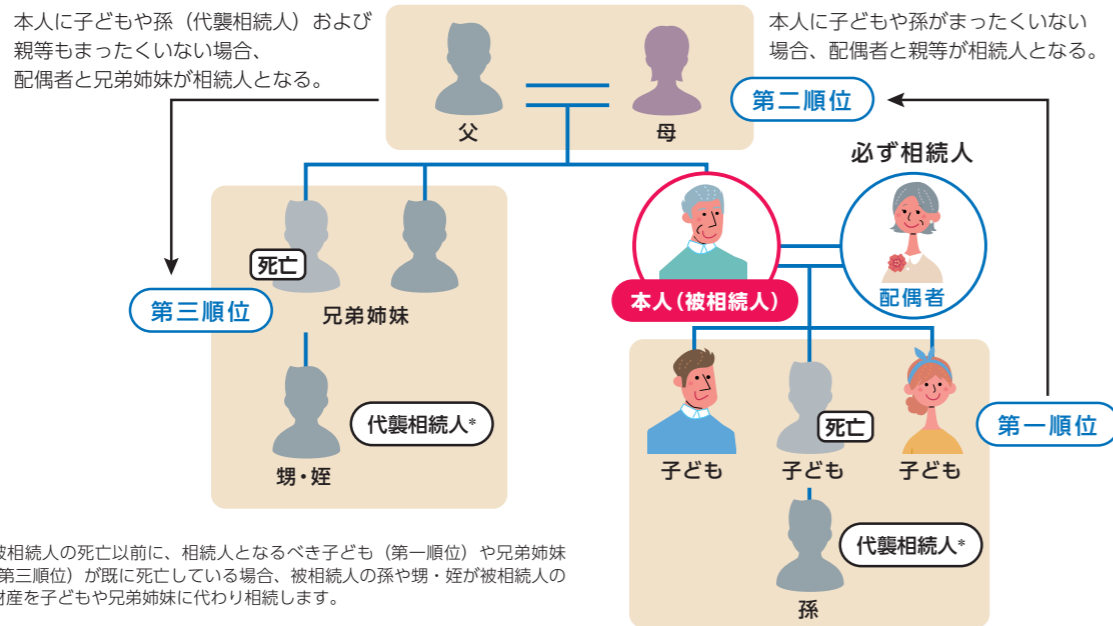 本人に子どもや孫（代襲相続人）および
親等もまったくいない場合、
配偶者と兄弟姉妹が相続人となる。
本人に子どもや孫がまったくいない
場合、配偶者と親等が相続人となる。
父
母
第二順位
必ず相続人
死亡
第三順位
兄弟姉妹
本人（被相続人）
配偶者
代襲相続人*
甥・姪
死亡
第一順位
子ども
子ども
子ども
代襲相続人*
孫
被相続人の死亡以前に、相続人となるべき子ども（第一順位）や兄弟姉妹
第三順位）が既に死亡している場合、被相続人の孫や甥・姪が被相続人の
財産を子どもや兄弟姉妹に代わり相続します。